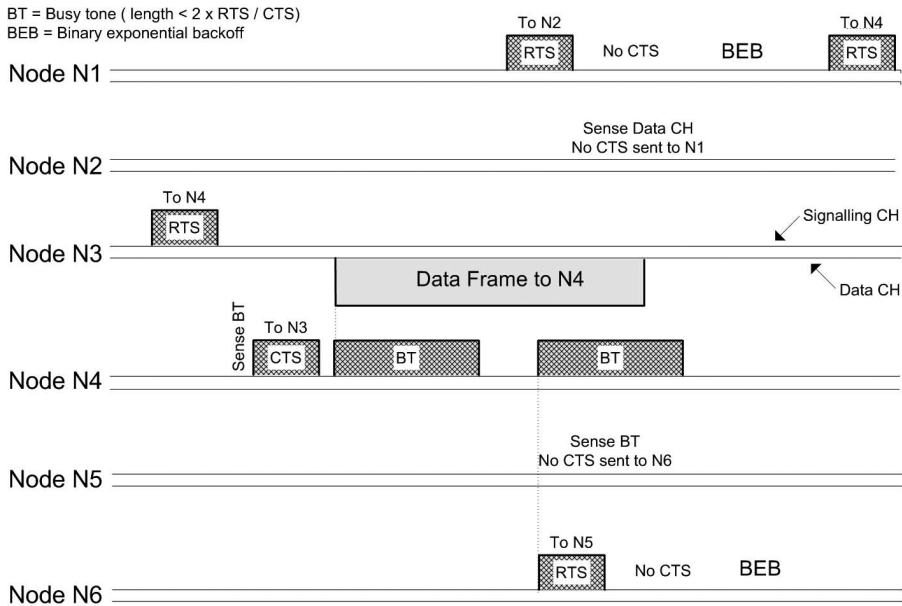 BT = Busy tone ( length < 2 x RTS / CTS)
BEB = Binary exponential backoff
To N2
To N4
RTS
No CTS
BEB
RTS
Node N1
Sense Data CH
No CTS sent to N1
Node N2
To N4
RTS
Signalling CH
Node N3
Data Frame to N4
Data CH
Sense BT
To N3
CTS
BT
BT
Node N4
Sense BT
No CTS sent to N6
Node N5
To N5
RTS
No CTS
BEB
Node N6